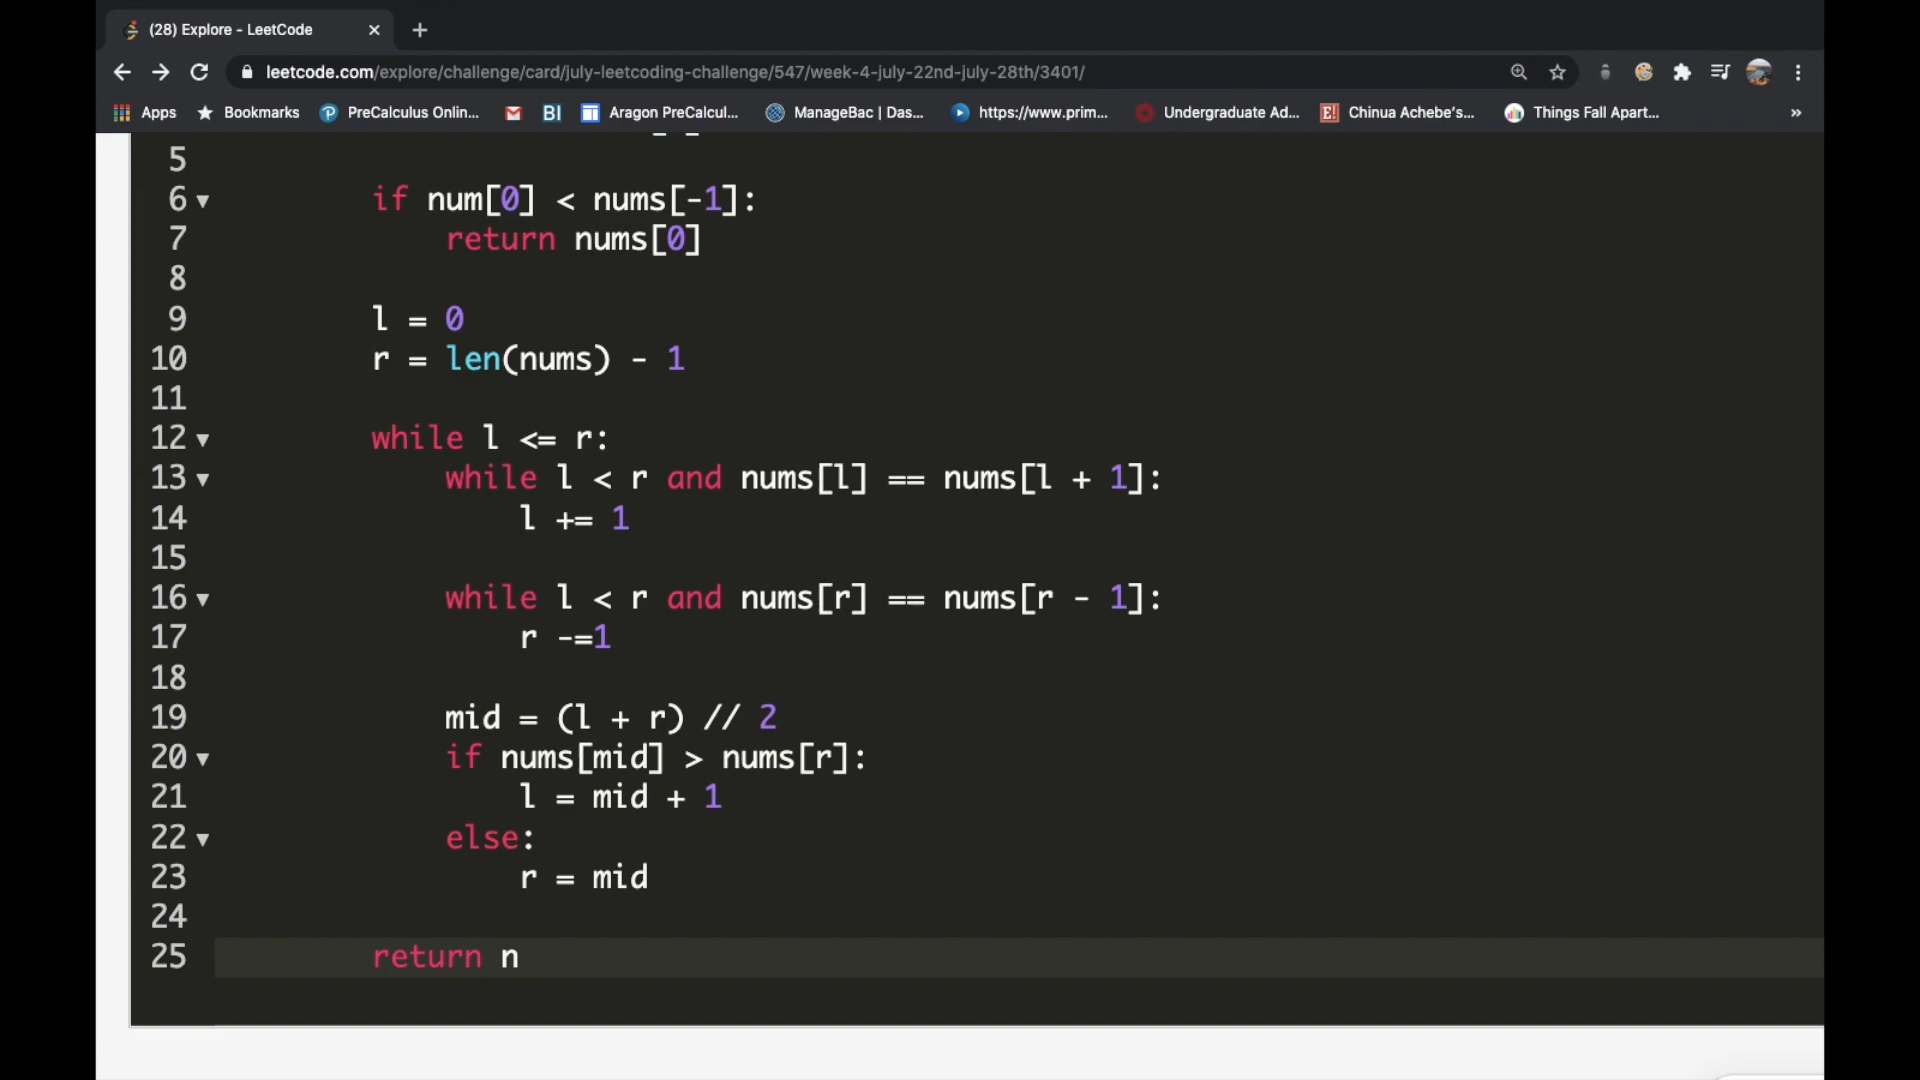 (28) Explore - LeetCode
leetcode.com/explore/challenge/card/july-leetcoding-challenge/547/week-4-july-22nd-july-28th/3401/
Apps Bookmarks PreCalculus Onlin... BI Aragon PreCalcul... ManageBac | Das... https://www.prim... Undergraduate Ad... E! Chinua Achebe's... Things Fall Apart... »
5
6 if num[0] < nums[-1]:
7 return nums[0]
8
9 l = 0
10 r = len(nums) - 1
11
12 while l <= r:
13 while l < r and nums[l] == nums[l + 1]:
14 l += 1
15
16 while l < r and nums[r] == nums[r - 1]:
17 r -=1
18
19 mid = (l + r) // 2
20 if nums[mid] > nums[r]:
21 l = mid + 1
22 else:
23 r = mid
24
25 return n